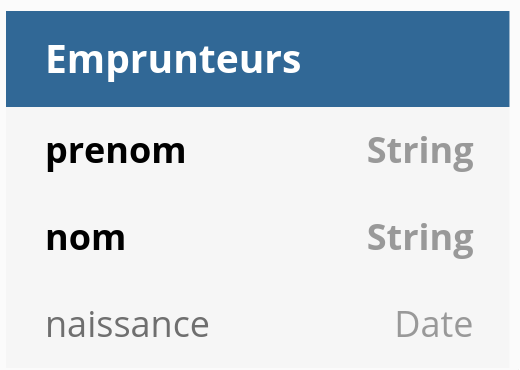 Emprunteurs
prenom String
nom String
naissance Date